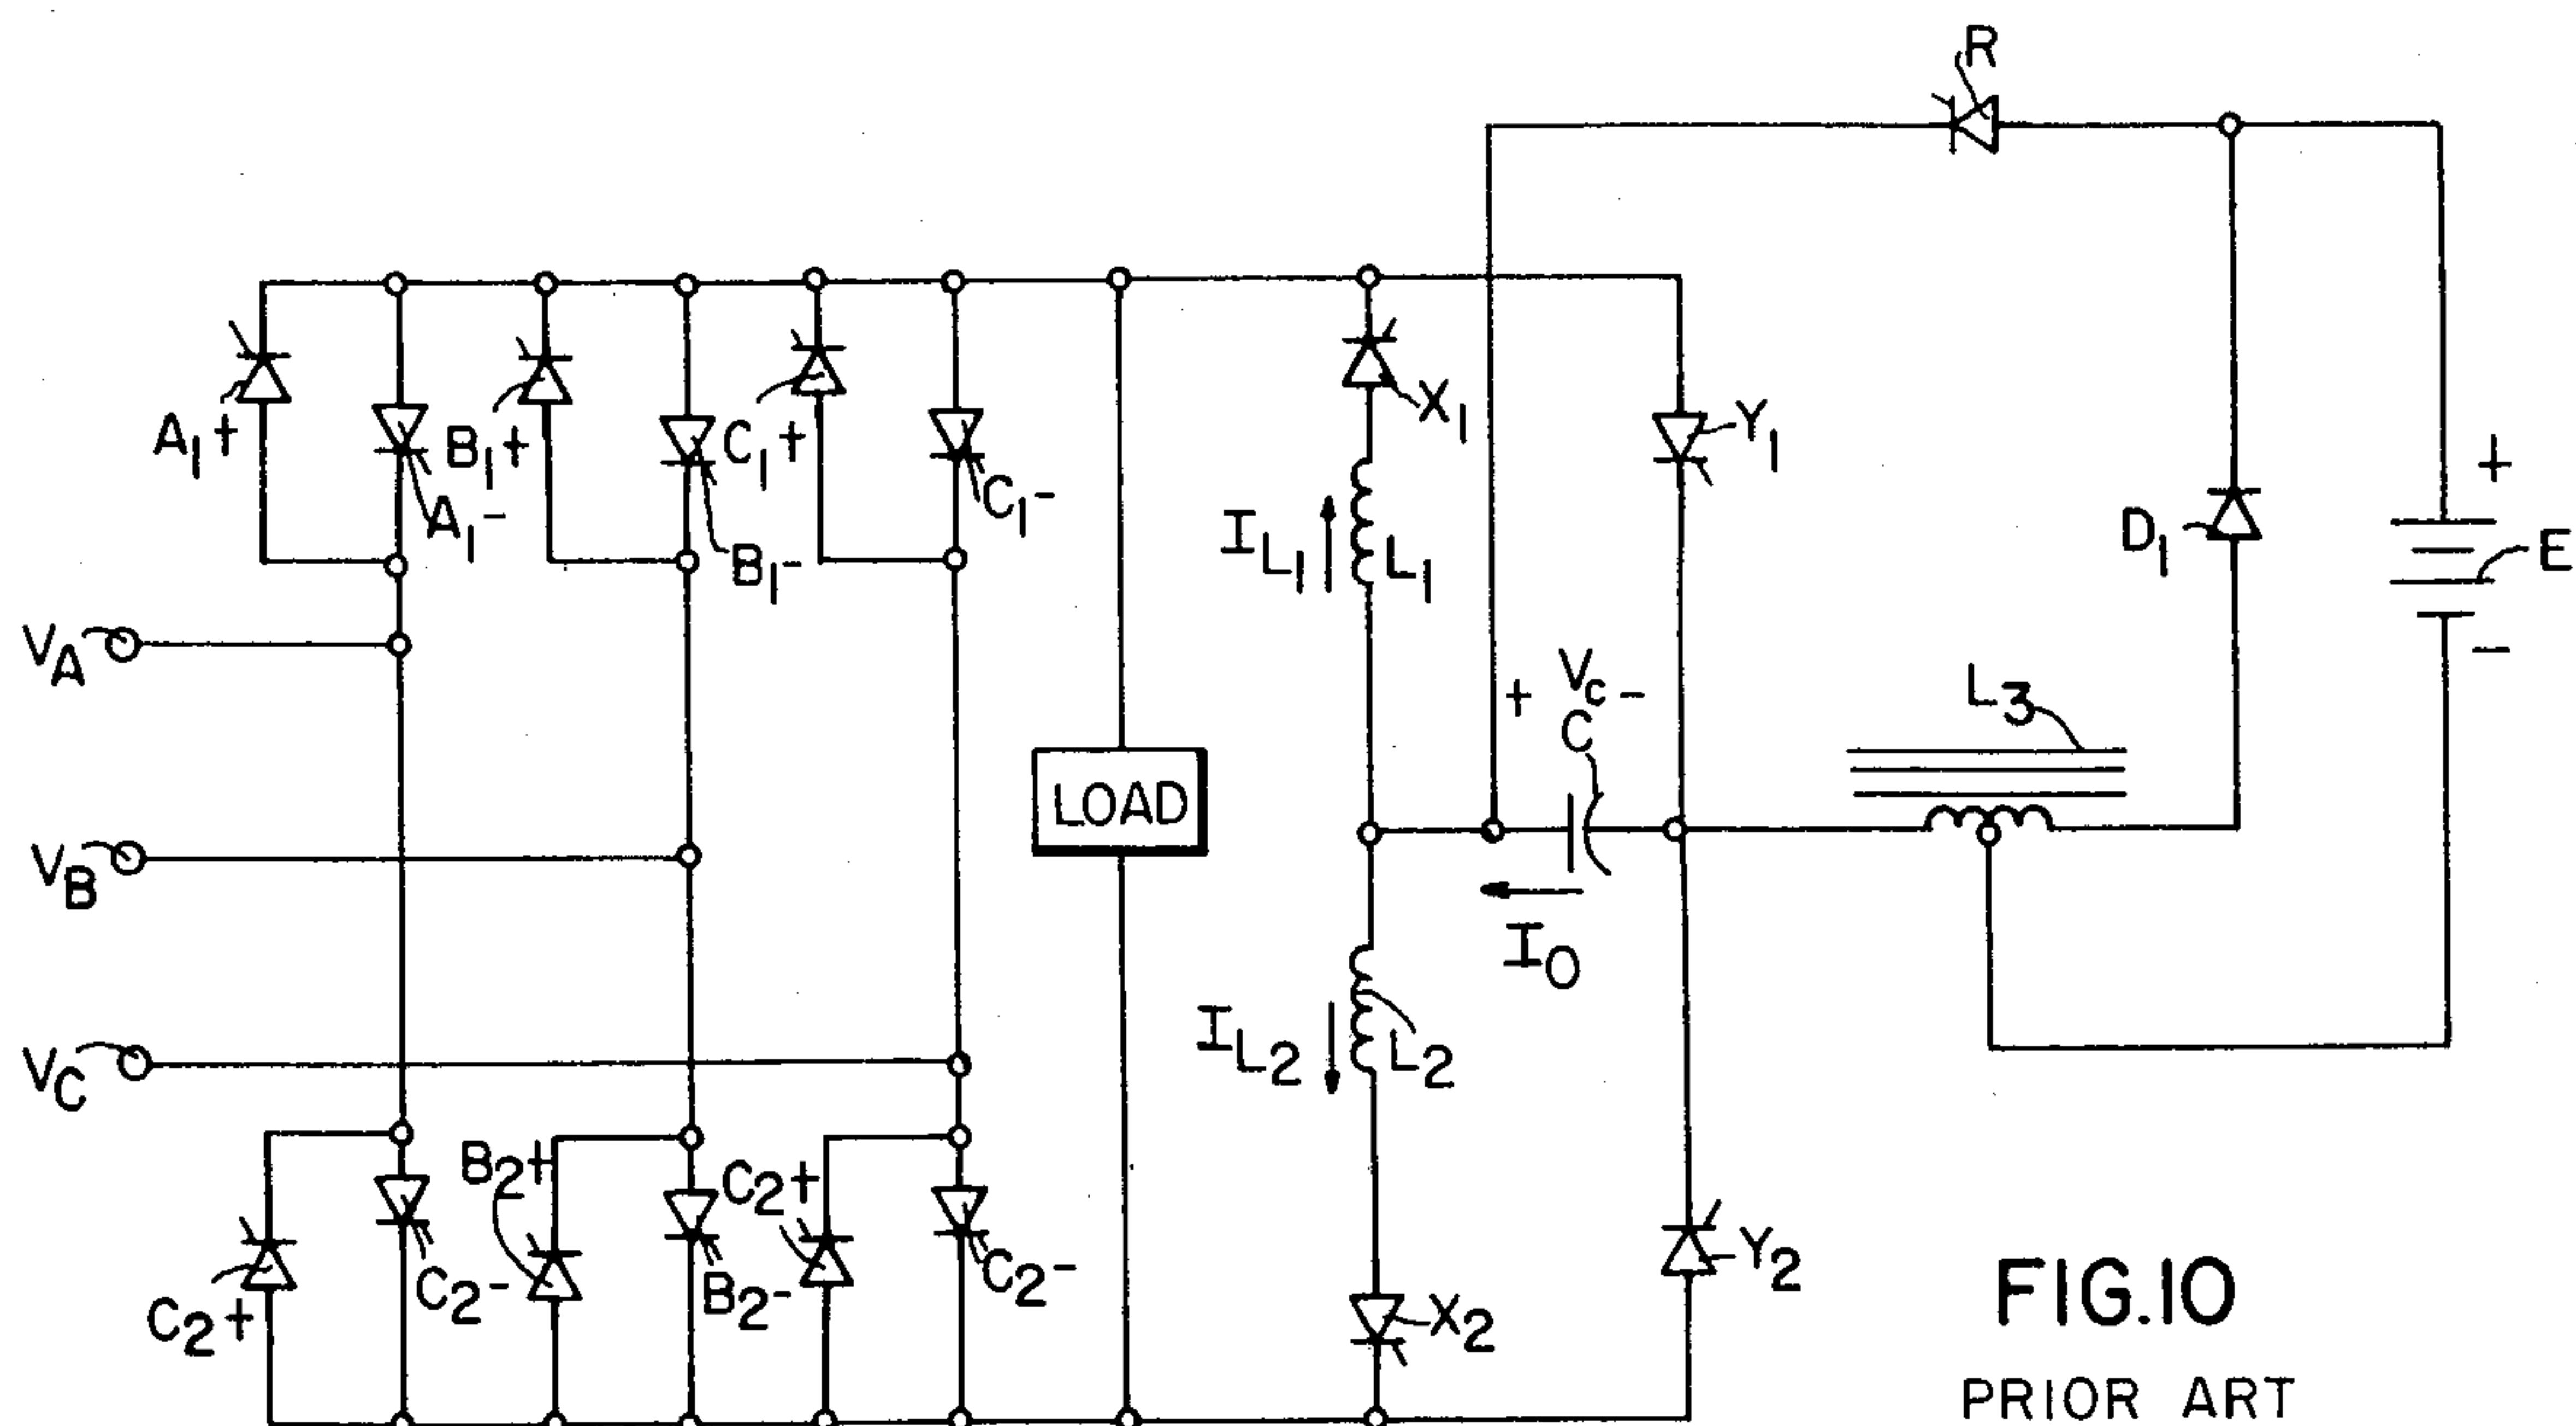 R
A1+
A1-
B1+
B1-
C1+
C1-
X1
Y1
IL1
L1
D1
+
E
-
VA
+
Vc
-
C
L3
LOAD
VB
I0
IL2
L2
VC
C2+
C2-
B2+
B2-
C2+
C2-
X2
Y2
FIG.10
PRIOR ART